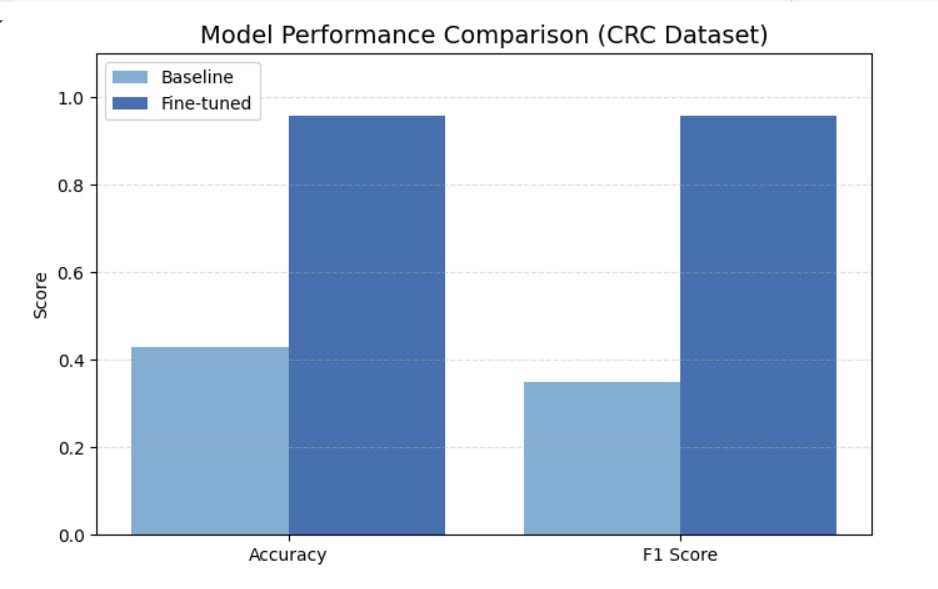 Model Performance Comparison (CRC Dataset)
Baseline
Fine-tuned
1.0
0.8
0.6
0.4
0.2
0.0
Score
Accuracy
F1 Score